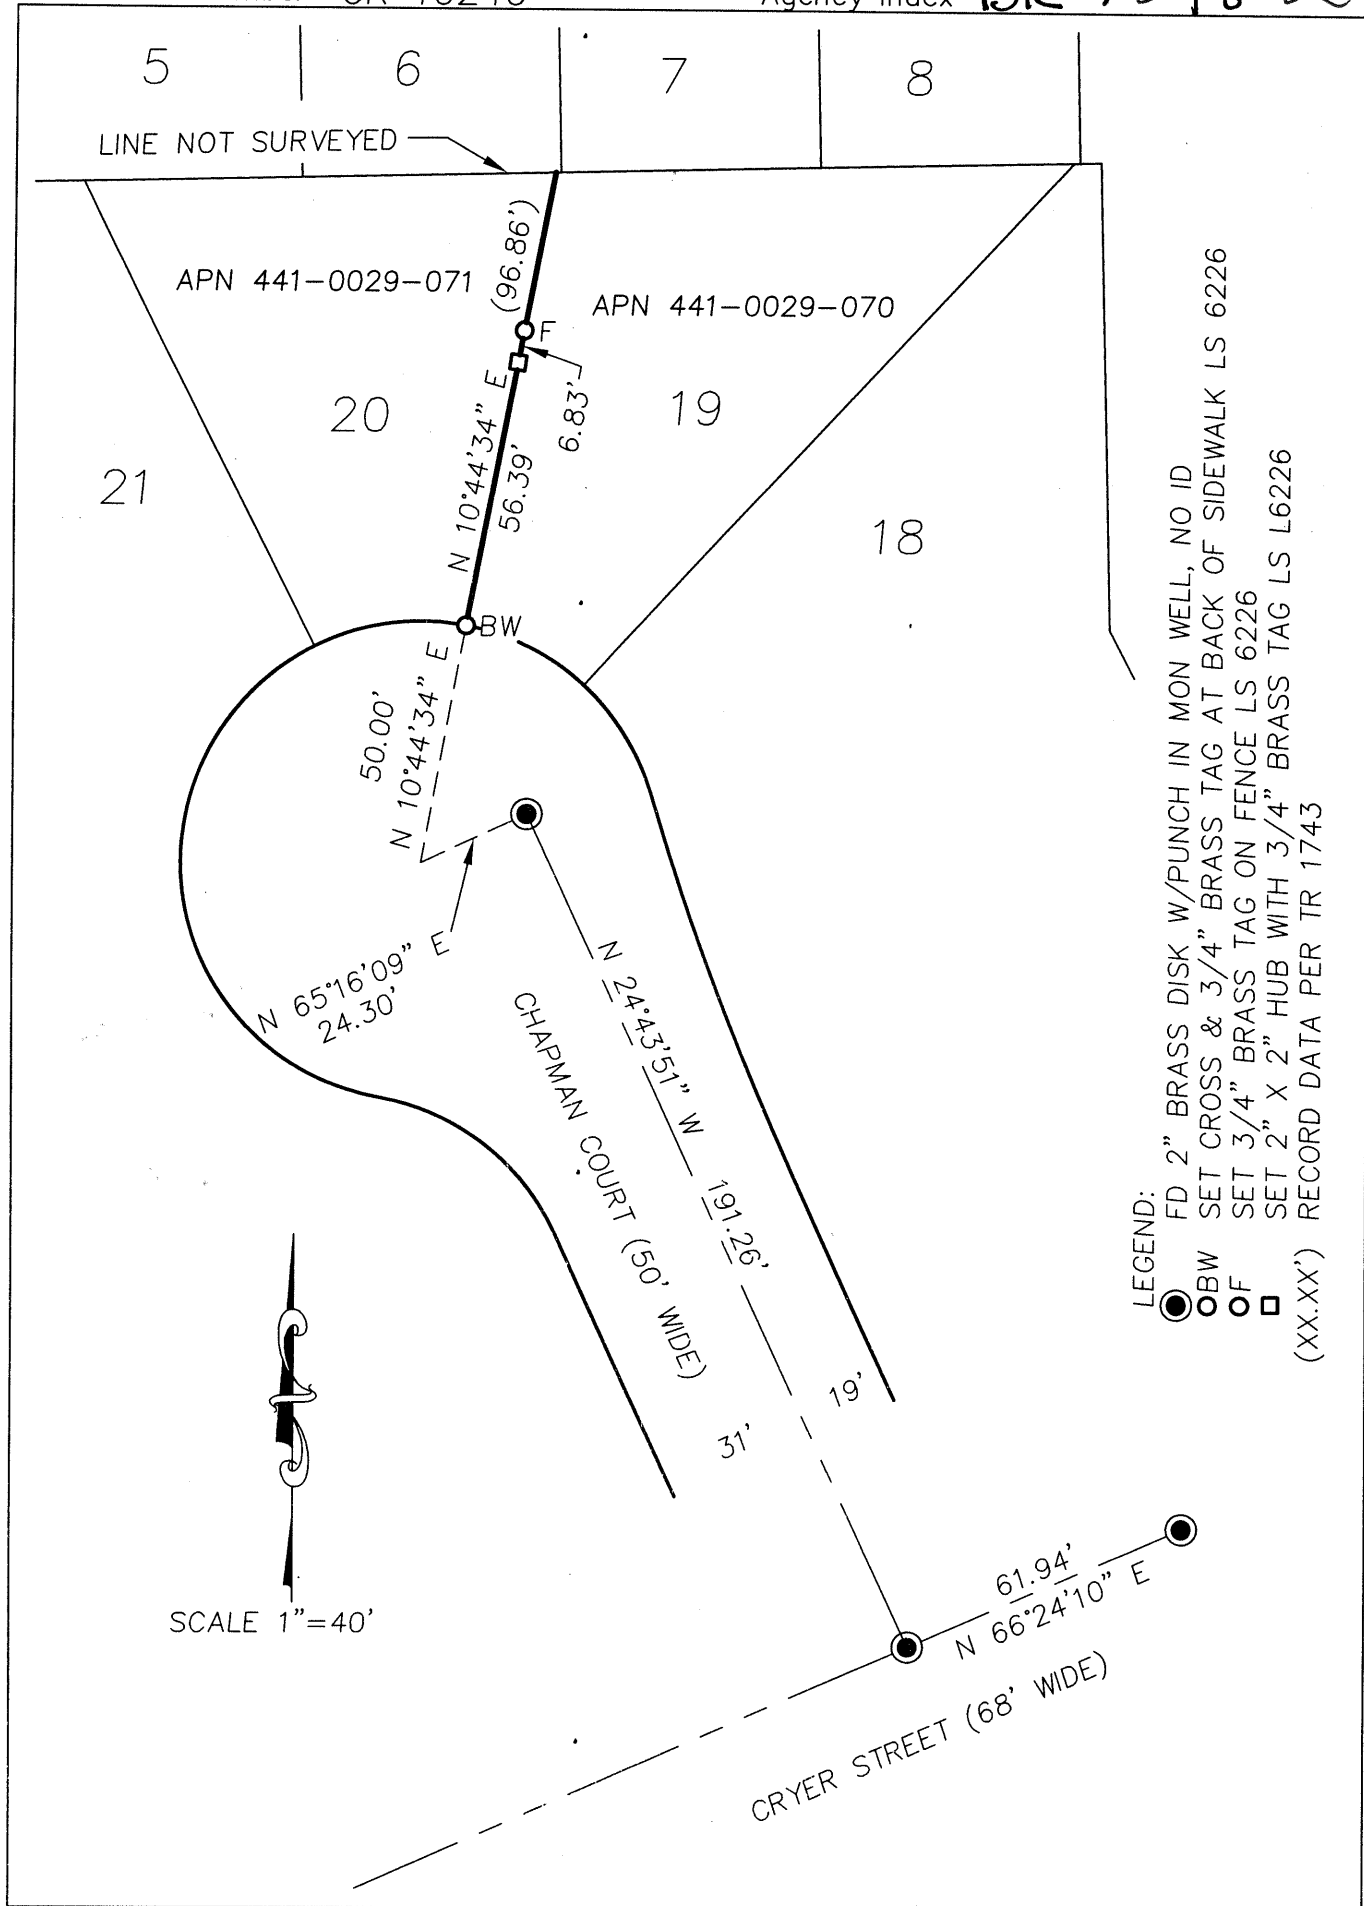 Agency Index
5
6
7
8
LINE NOT SURVEYED
(96.86')
APN 441-0029-071
APN 441-0029-070
F
6.83'
N 10°44'34" E
56.39'
20
19
21
18
BW
50.00'
N 10°44'34" E
N 65°16'09" E
24.30'
N 24°43'51" W 191.26'
CHAPMAN COURT (50' WIDE)
31'
19'
SCALE 1"=40'
61.94'
N 66°24'10" E
CRYER STREET (68' WIDE)
LEGEND:
FD 2" BRASS DISK W/PUNCH IN MON WELL, NO ID
BW SET CROSS & 3/4" BRASS TAG AT BACK OF SIDEWALK LS 6226
F SET 3/4" BRASS TAG ON FENCE LS 6226
SET 2" X 2" HUB WITH 3/4" BRASS TAG LS L6226
(XX.XX') RECORD DATA PER TR 1743